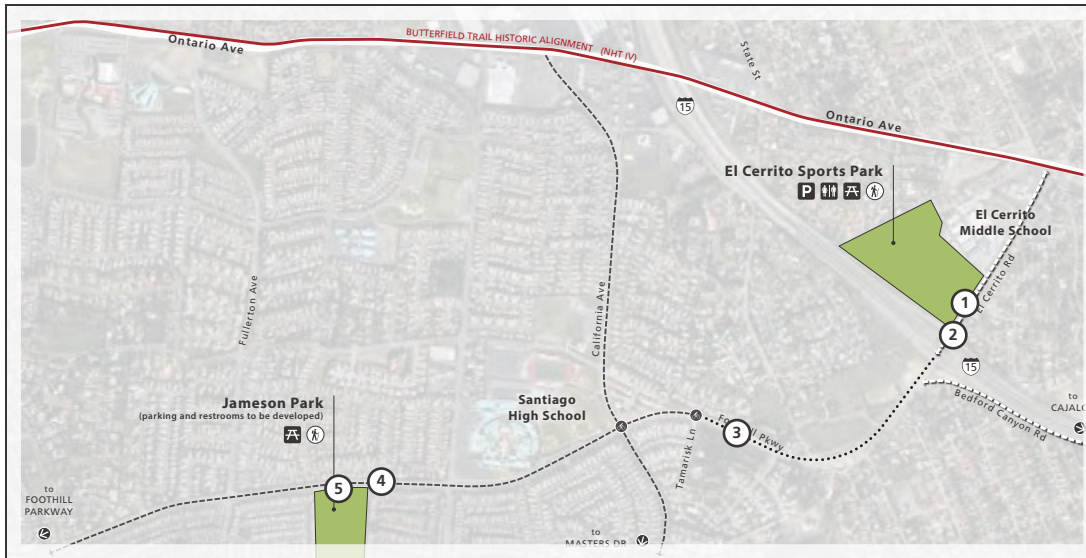 BUTTERFIELD TRAIL HISTORIC ALIGNMENT (NHT IV)
Ontario Ave
State St
15
Ontario Ave
El Cerrito Sports Park
P
El Cerrito
Middle School
El Cerrito Rd
1
2
15
Fullerton Ave
California Ave
to
CAJALC
Bedford Canyon Rd
Jameson Park
(parking and restrooms to be developed)
Santiago
High School
Tamarisk Ln
Pkwy
3
4
5
to
FOOTHILL
PARKWAY
to
MASTERS DR